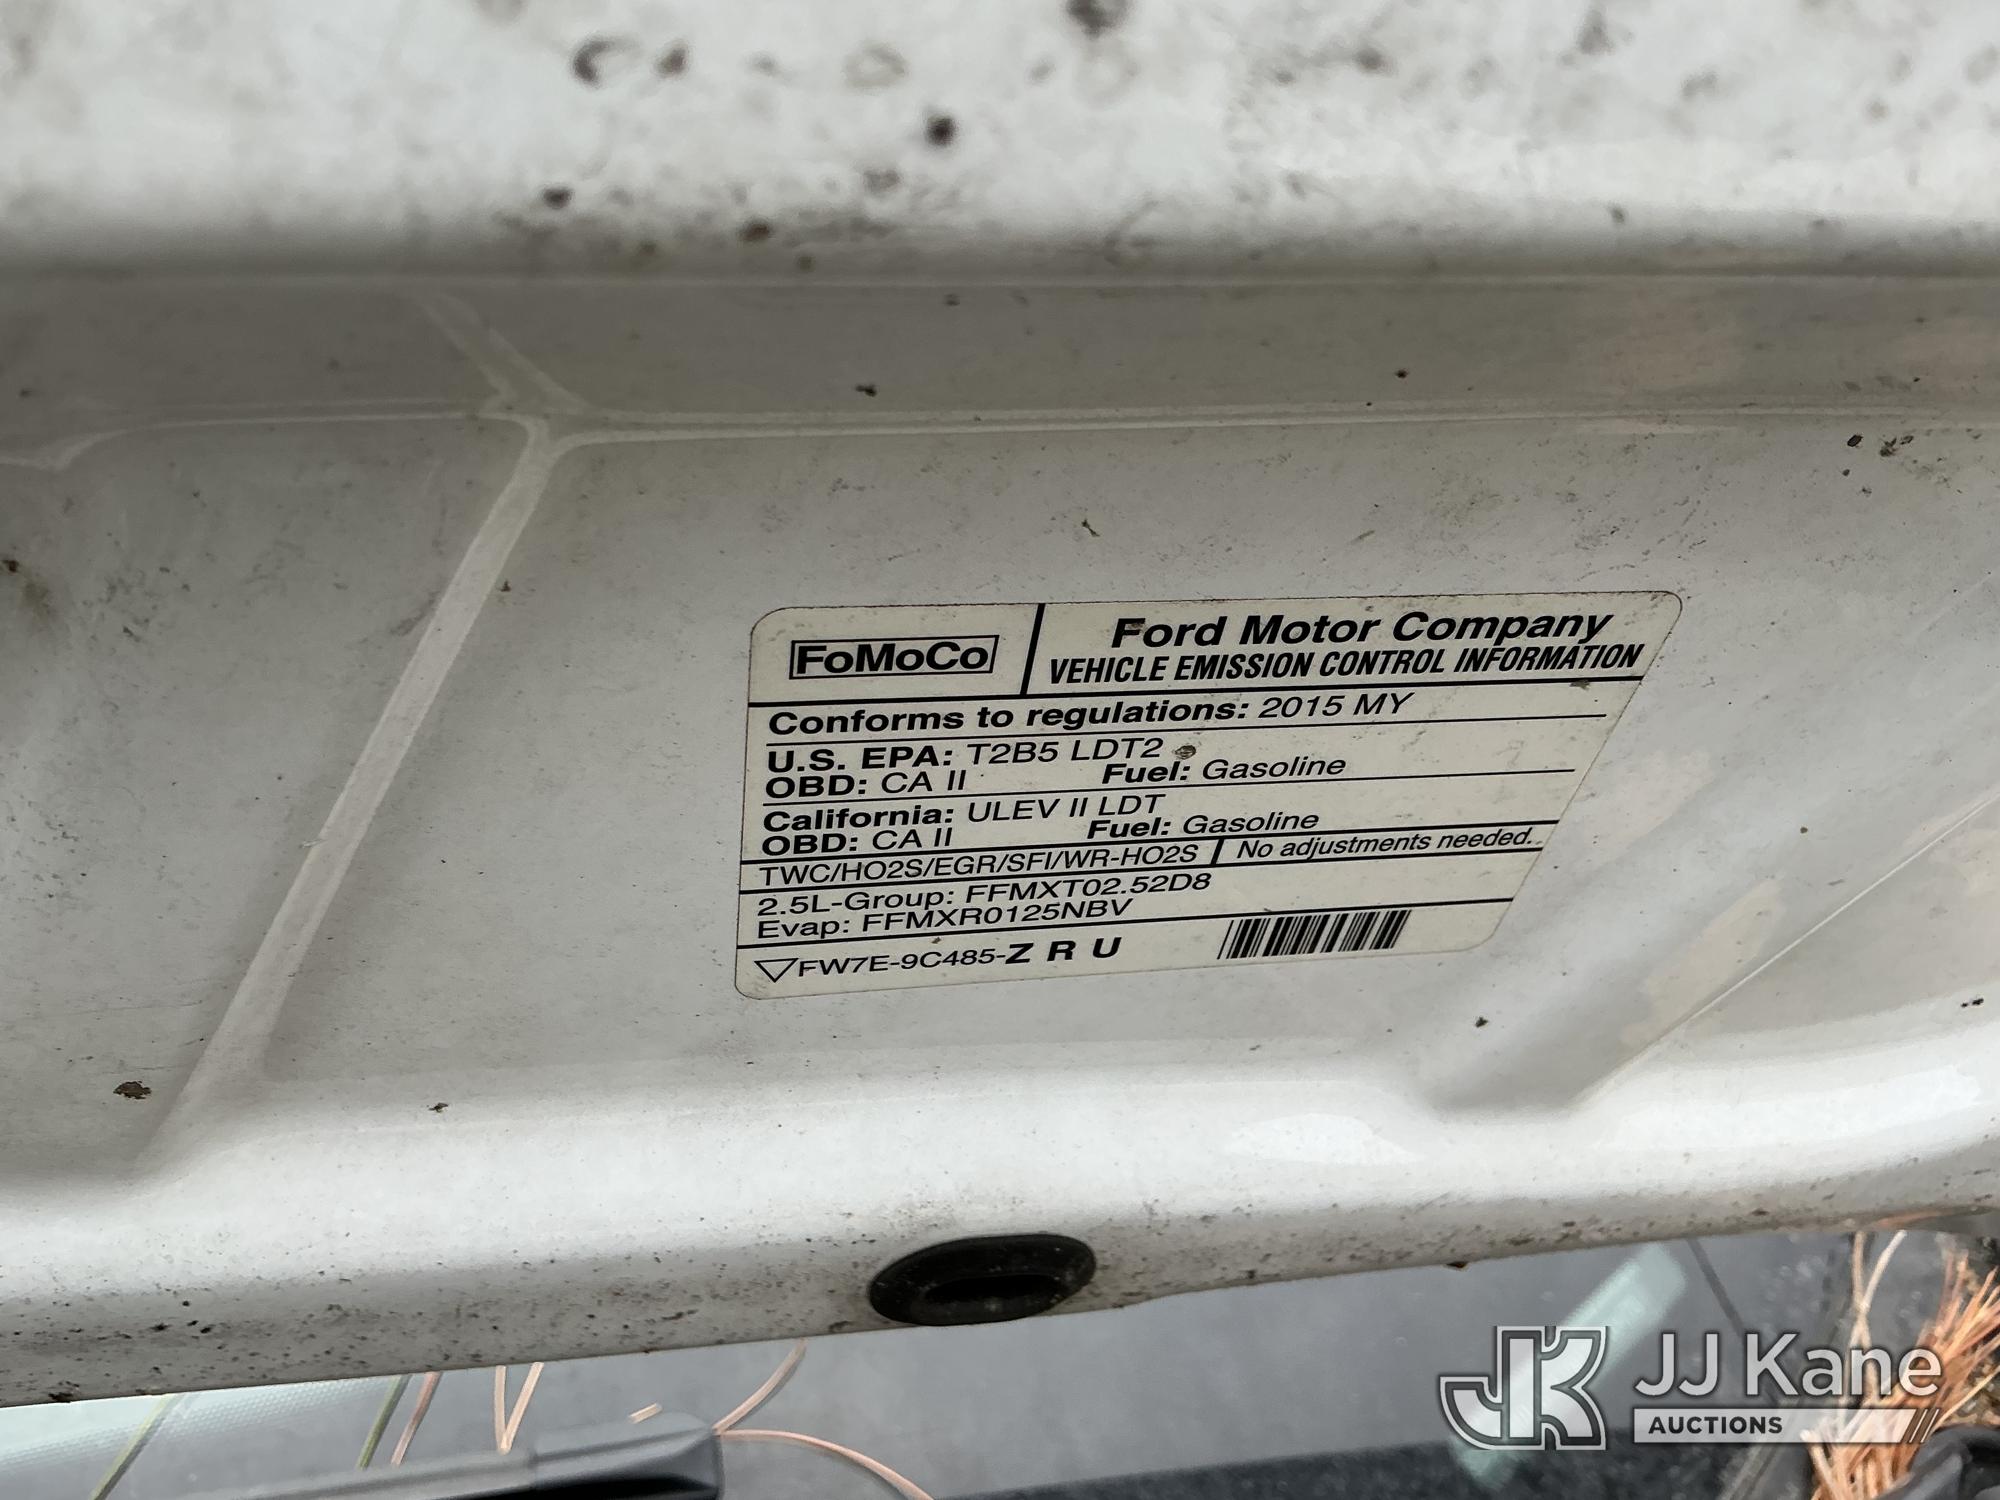 FoMoCo
Ford Motor Company
VEHICLE EMISSION CONTROL INFORMATION
Conforms to regulations: 2015 MY
U.S. EPA: T2B5 LDT2
OBD: CA II Fuel: Gasoline
California: ULEV II LDT
OBD: CA II Fuel: Gasoline
TWC/HO2S/EGR/SFI/WR-HO2S No adjustments needed.
2.5L-Group: FFMXT02.52D8
Evap: FFMXR0125NBV
FW7E-9C485-Z R U
JK JJ Kane
AUCTIONS